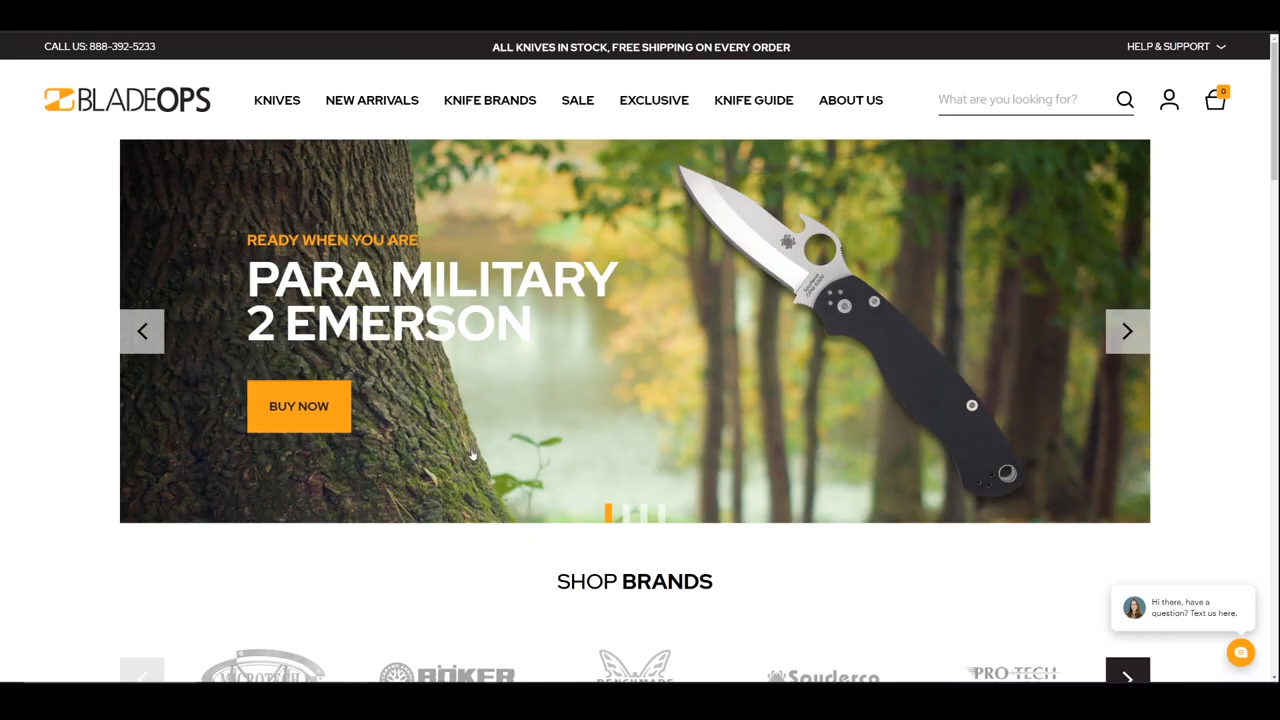 CALL US: 888-392-5233
ALL KNIVES IN STOCK, FREE SHIPPING ON EVERY ORDER
HELP & SUPPORT
BLADEOPS
KNIVES
NEW ARRIVALS
KNIFE BRANDS
SALE
EXCLUSIVE
KNIFE GUIDE
ABOUT US
What are you looking for?
0
READY WHEN YOU ARE
PARA MILITARY
2 EMERSON
BUY NOW
SHOP BRANDS
Hi there, have a
question? Text us here.
MICROTECH
BÖKER
BENCHMADE
Spyderco
PRO-TECH